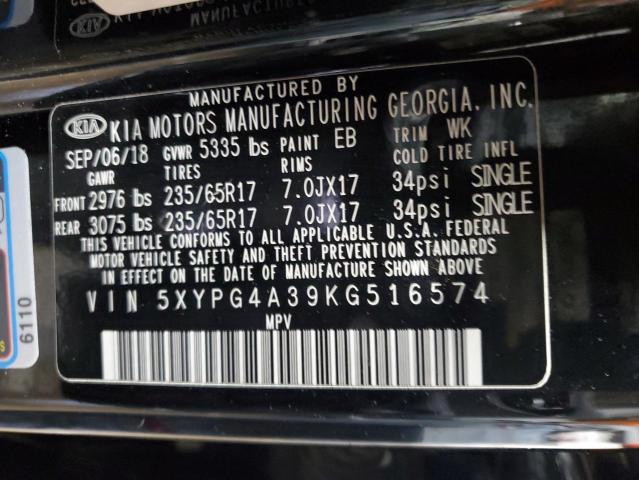 MANUFACTURED BY
KIA KIA MOTORS MANUFACTURING GEORGIA, INC.
SEP/06/18 GVWR 5335 lbs PAINT EB TRIM WK
GAWR TIRES RIMS COLD TIRE INFL
FRONT 2976 lbs 235/65R17 7.0JX17 34psi SINGLE
REAR 3075 lbs 235/65R17 7.0JX17 34psi SINGLE
THIS VEHICLE CONFORMS TO ALL APPLICABLE U.S.A. FEDERAL
MOTOR VEHICLE SAFETY AND THEFT PREVENTION STANDARDS
IN EFFECT ON THE DATE OF MANUFACTURE SHOWN ABOVE
VIN 5XYPG4A39KG516574
MPV
6110